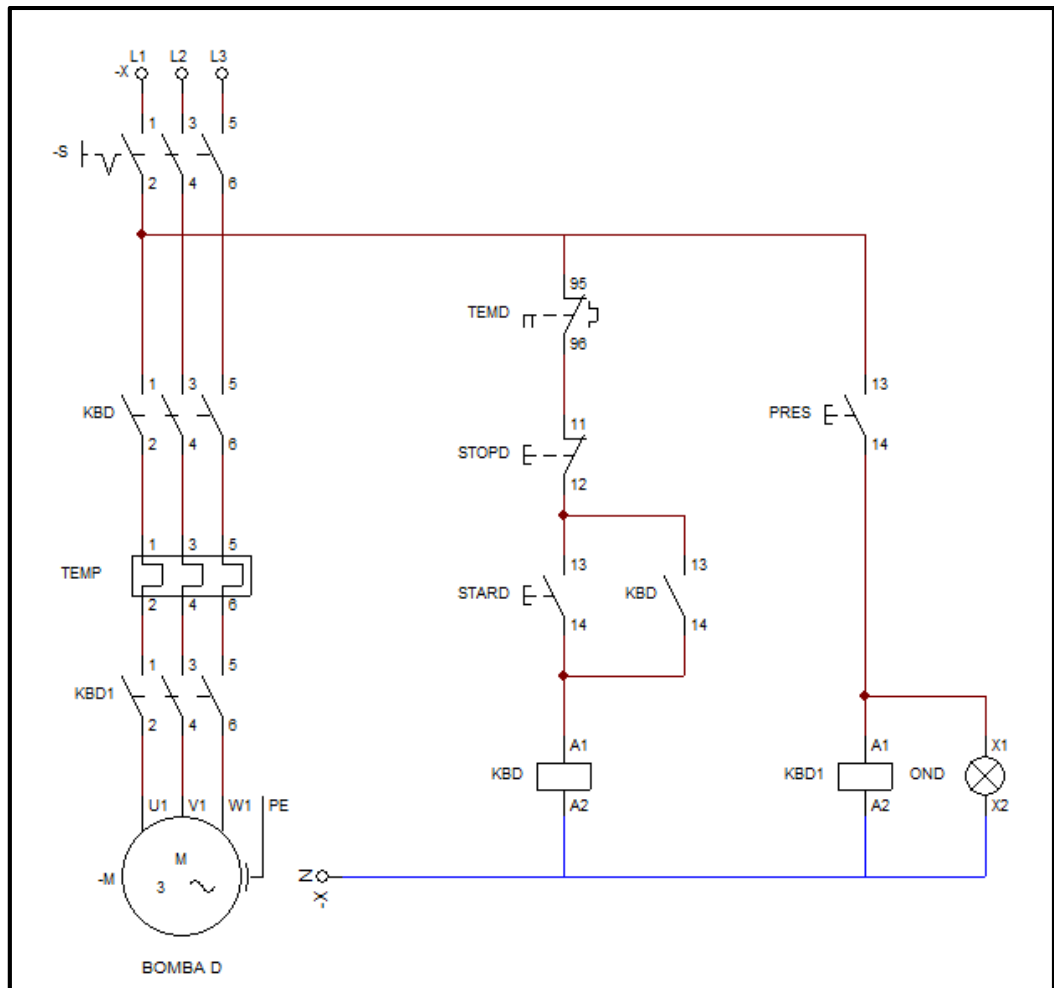 L1 L2 L3
-X
1 3 5
-S
2 4 6
95
TEMD
96
1 3 5
KBD
2 4 6
13
PRES
14
11
STOPD
12
1 3 5
TEMP
2 4 6
13
STARD
14
13
KBD
14
1 3 5
KBD1
2 4 6
A1
KBD
A2
A1
KBD1
A2
X1
OND
X2
U1 V1 W1 PE
M
-M
3
N
-X
BOMBA D